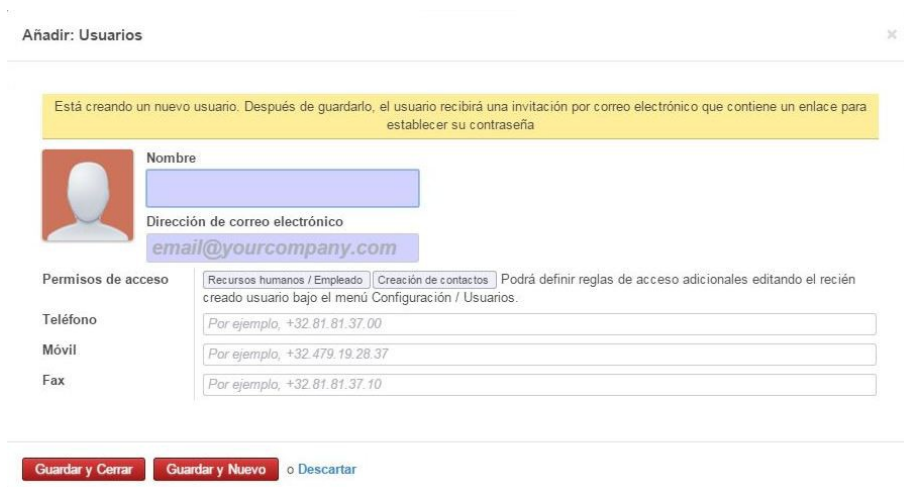 Añadir: Usuarios
×
Está creando un nuevo usuario. Después de guardarlo, el usuario recibirá una invitación por correo electrónico que contiene un enlace para
establecer su contraseña
Nombre
Dirección de correo electrónico
email@yourcompany.com
Permisos de acceso
Recursos humanos / Empleado Creación de contactos Podrá definir reglas de acceso adicionales editando el recién
creado usuario bajo el menú Configuración / Usuarios.
Teléfono
Por ejemplo, +32.81.81.37.00
Móvil
Por ejemplo, +32.479.19.28.37
Fax
Por ejemplo, +32.81.81.37.10
Guardar y Cerrar Guardar y Nuevo o Descartar